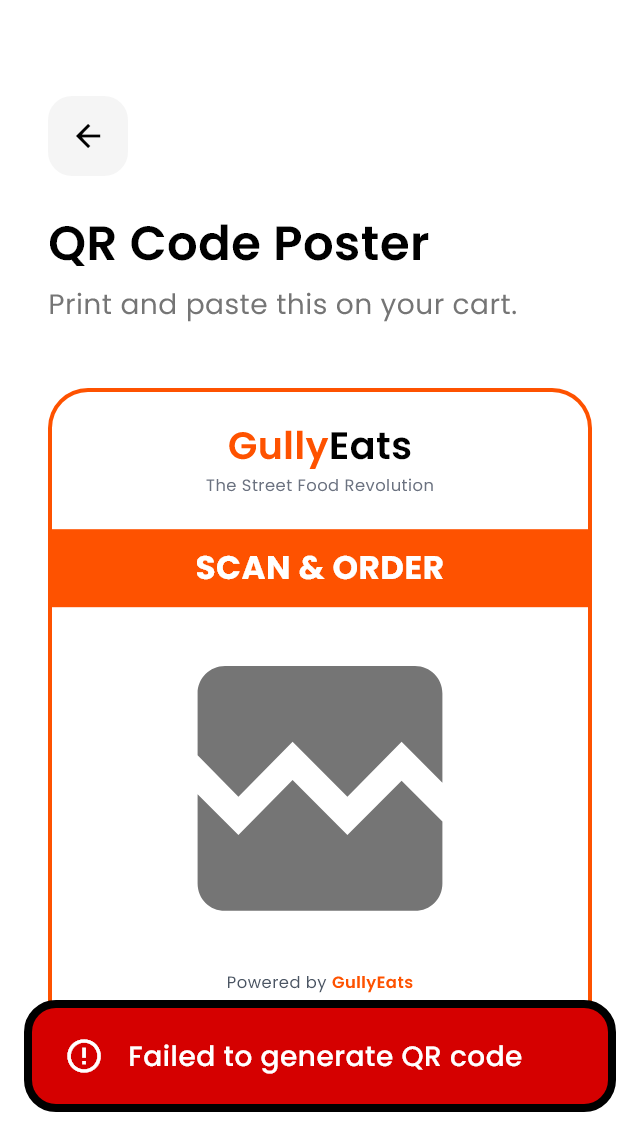 QR Code Poster
Print and paste this on your cart.
GullyEats
The Street Food Revolution
SCAN & ORDER
Powered by GullyEats
Failed to generate QR code